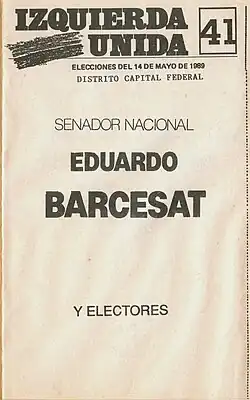 IZQUIERDA
UNIDA
41
ELECCIONES DEL 14 DE MAYO DE 1989
DISTRITO CAPITAL FEDERAL
SENADOR NACIONAL
EDUARDO
BARCESAT
Y ELECTORES